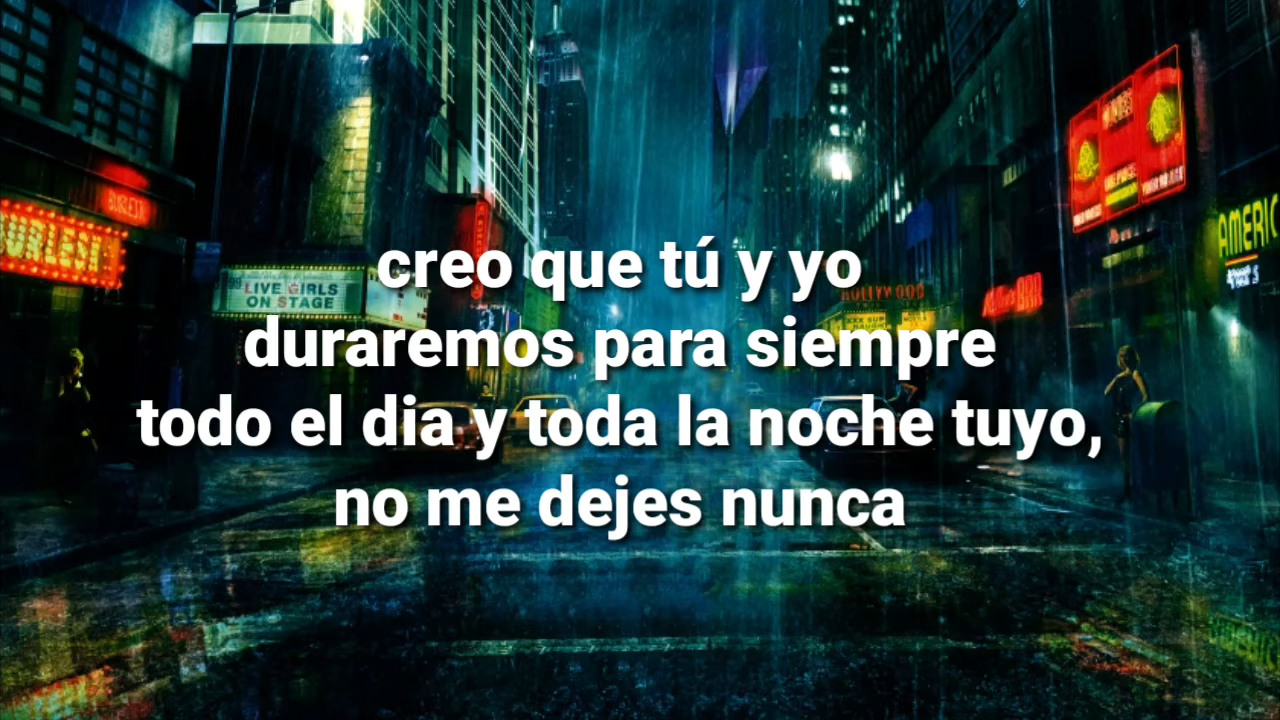 BURLESK
LIVE GIRLS
ON STAGE
HOLLYWOOD
AMERIC
creo que tú y yo
duraremos para siempre
todo el dia y toda la noche tuyo,
no me dejes nunca